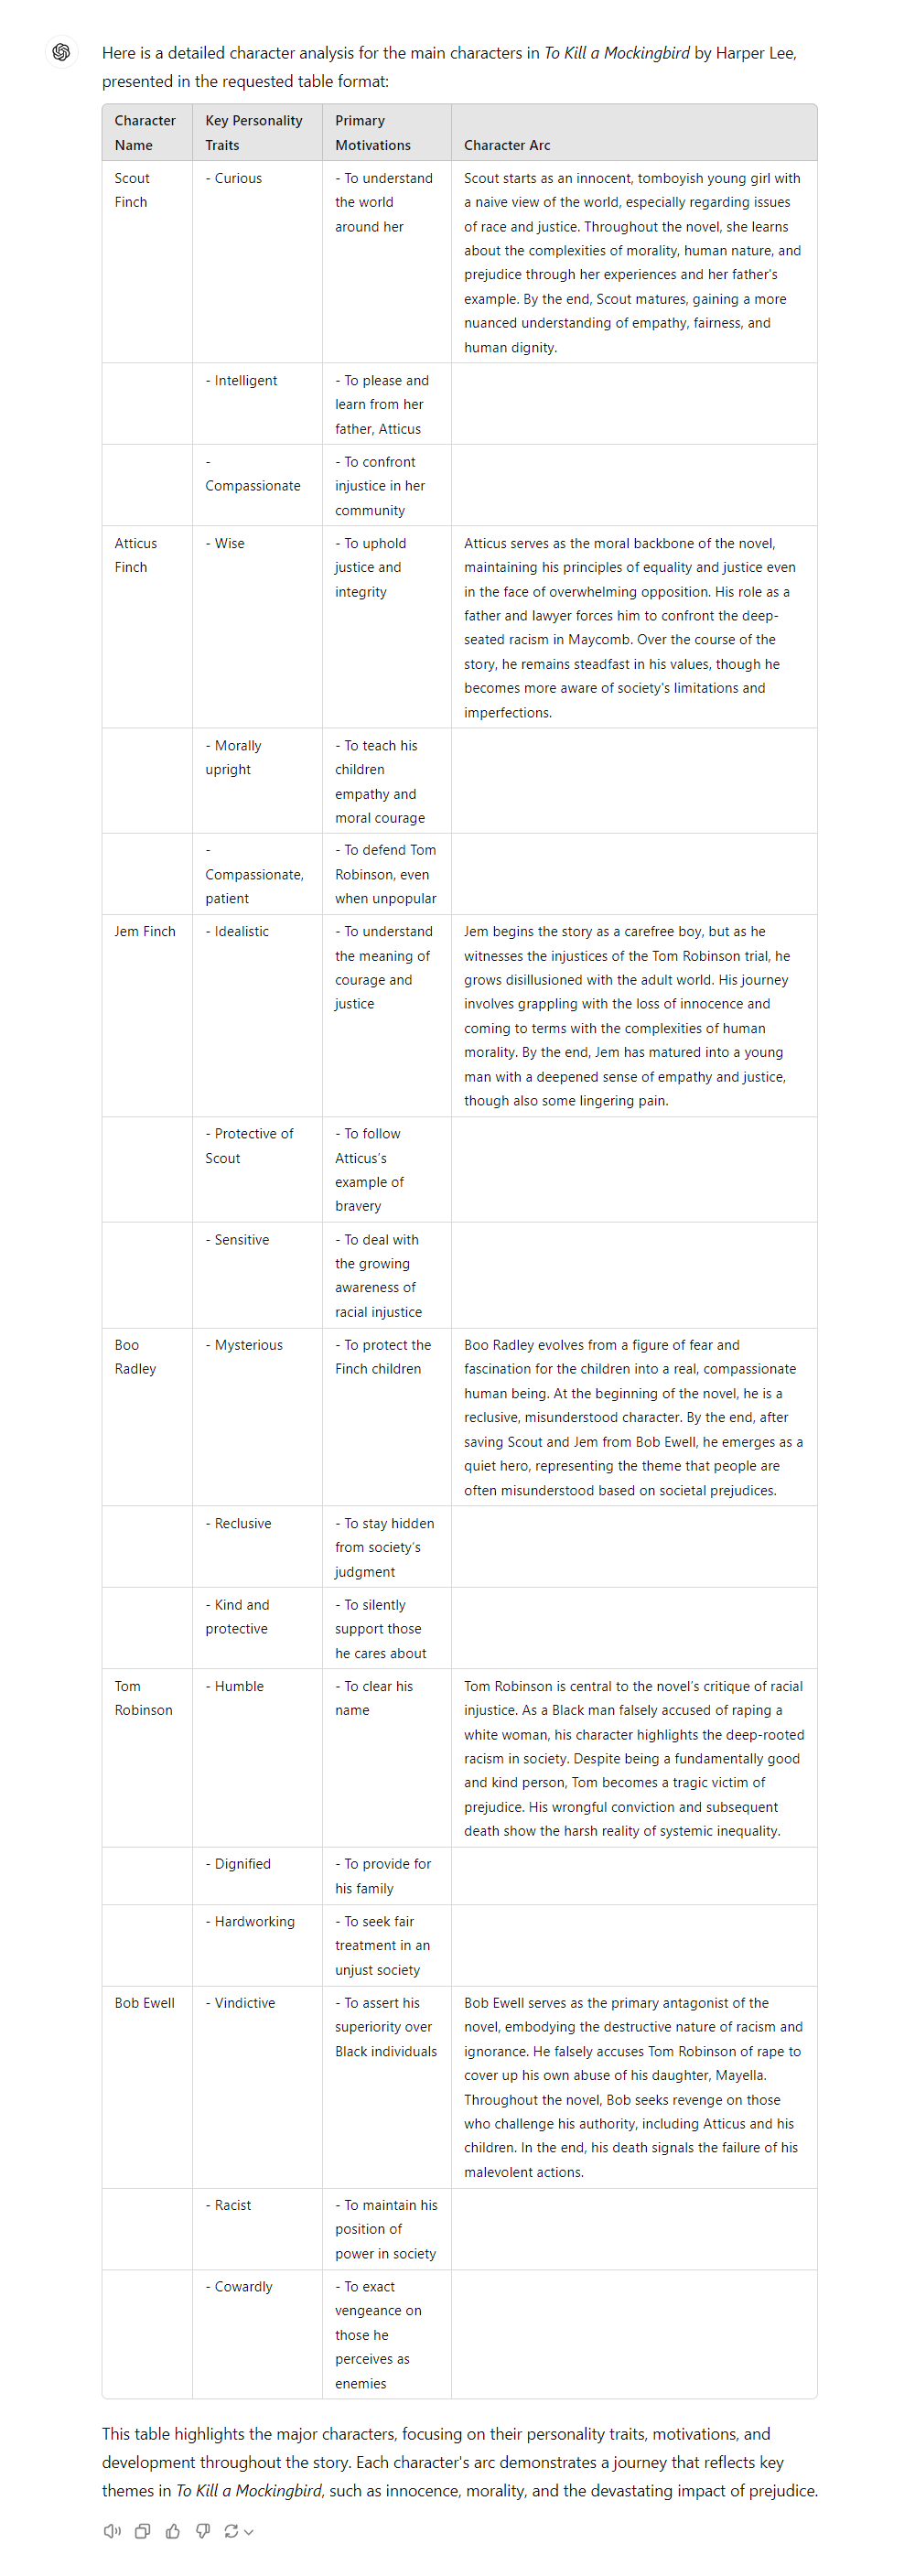 Here is a detailed character analysis for the main characters in To Kill a Mockingbird by Harper Lee,
presented in the requested table format:
Character Name
Key Personality Traits
Primary Motivations
Character Arc
Scout
Finch
- Curious
- To understand
the world
around her
Scout starts as an innocent, tomboyish young girl with
a naive view of the world, especially regarding issues
of race and justice. Throughout the novel, she learns
about the complexities of morality, human nature, and
prejudice through her experiences and her father's
example. By the end, Scout matures, gaining a more
nuanced understanding of empathy, fairness, and
human dignity.
- Intelligent
- To please and
learn from her
father, Atticus
-
Compassionate
- To confront
injustice in her
community
Atticus
Finch
- Wise
- To uphold
justice and
integrity
Atticus serves as the moral backbone of the novel,
maintaining his principles of equality and justice even
in the face of overwhelming opposition. His role as a
father and lawyer forces him to confront the deep-
seated racism in Maycomb. Over the course of the
story, he remains steadfast in his values, though he
becomes more aware of society's limitations and
imperfections.
- Morally
upright
- To teach his
children
empathy and
moral courage
-
Compassionate,
patient
- To defend Tom
Robinson, even
when unpopular
Jem Finch
- Idealistic
- To understand
the meaning of
courage and
justice
Jem begins the story as a carefree boy, but as he
witnesses the injustices of the Tom Robinson trial, he
grows disillusioned with the adult world. His journey
involves grappling with the loss of innocence and
coming to terms with the complexities of human
morality. By the end, Jem has matured into a young
man with a deepened sense of empathy and justice,
though also some lingering pain.
- Protective of
Scout
- To follow
Atticus's
example of
bravery
- Sensitive
- To deal with
the growing
awareness of
racial injustice
Boo
Radley
- Mysterious
- To protect the
Finch children
Boo Radley evolves from a figure of fear and
fascination for the children into a real, compassionate
human being. At the beginning of the novel, he is a
reclusive, misunderstood character. By the end, after
saving Scout and Jem from Bob Ewell, he emerges as a
quiet hero, representing the theme that people are
often misunderstood based on societal prejudices.
- Reclusive
- To stay hidden
from society's
judgment
- Kind and
protective
- To silently
support those
he cares about
Tom
Robinson
- Humble
- To clear his
name
Tom Robinson is central to the novel's critique of racial
injustice. As a Black man falsely accused of raping a
white woman, his character highlights the deep-rooted
racism in society. Despite being a fundamentally good
and kind person, Tom becomes a tragic victim of
prejudice. His wrongful conviction and subsequent
death show the harsh reality of systemic inequality.
- Dignified
- To provide for
his family
- Hardworking
- To seek fair
treatment in an
unjust society
Bob Ewell
- Vindictive
- To assert his
superiority over
Black individuals
Bob Ewell serves as the primary antagonist of the
novel, embodying the destructive nature of racism and
ignorance. He falsely accuses Tom Robinson of rape to
cover up his own abuse of his daughter, Mayella.
Throughout the novel, Bob seeks revenge on those
who challenge his authority, including Atticus and his
children. In the end, his death signals the failure of his
malevolent actions.
- Racist
- To maintain his
position of
power in society
- Cowardly
- To exact
vengeance on
those he
perceives as
enemies
This table highlights the major characters, focusing on their personality traits, motivations, and
development throughout the story. Each character's arc demonstrates a journey that reflects key
themes in To Kill a Mockingbird, such as innocence, morality, and the devastating impact of prejudice.